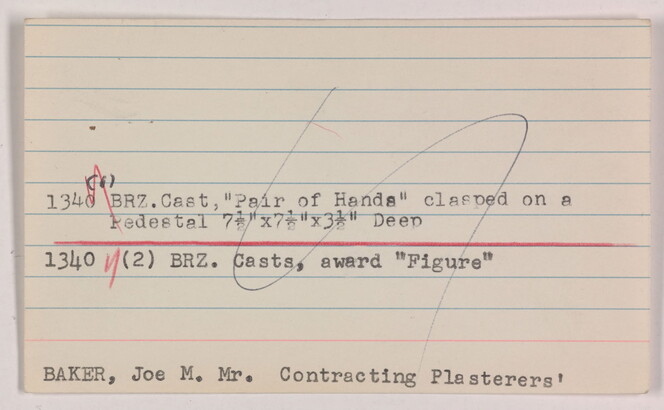 (1)
1340 BRZ.Cast,"Pair of Hands" clasped on a
Pedestal 7½"x7½"x3½" Deep
1340 (2) BRZ. Casts, award "Figure"
BAKER, Joe M. Mr. Contracting Plasterers'